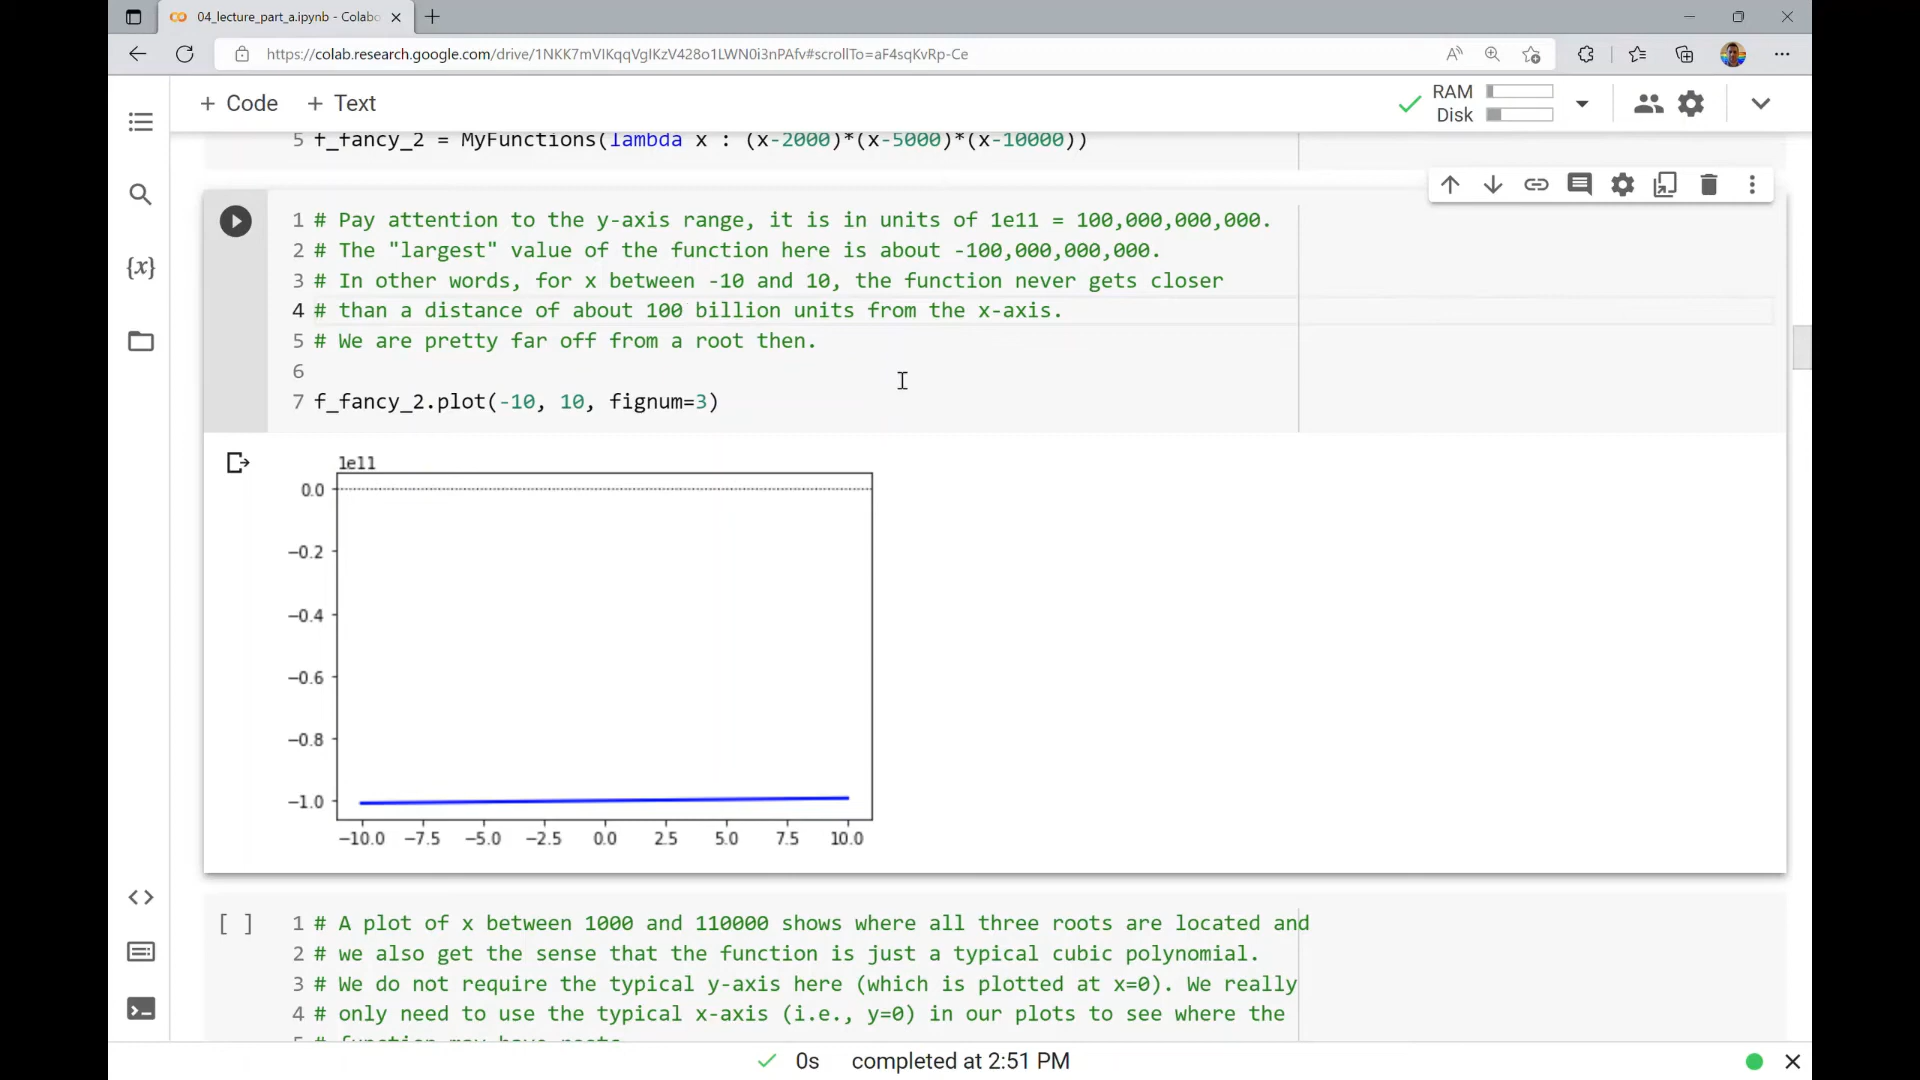 04_lecture_part_a.ipynb - Colabo
https://colab.research.google.com/drive/1NKK7mVIKqqVgIKzV428o1LWN0i3nPAfv#scrollTo=aF4sqKvRp-Ce
+ Code + Text
RAM
Disk
5 f_fancy_2 = MyFunctions(lambda x : (x-2000)*(x-5000)*(x-10000))
1 # Pay attention to the y-axis range, it is in units of 1e11 = 100,000,000,000.
2 # The "largest" value of the function here is about -100,000,000,000.
3 # In other words, for x between -10 and 10, the function never gets closer
4 # than a distance of about 100 billion units from the x-axis.
5 # We are pretty far off from a root then.
6
7 f_fancy_2.plot(-10, 10, fignum=3)
1e11
0.0
−0.2
−0.4
−0.6
−0.8
−1.0
−10.0 −7.5 −5.0 −2.5 0.0 2.5 5.0 7.5 10.0
[ ] 1 # A plot of x between 1000 and 110000 shows where all three roots are located and
2 # we also get the sense that the function is just a typical cubic polynomial.
3 # We do not require the typical y-axis here (which is plotted at x=0). We really
4 # only need to use the typical x-axis (i.e., y=0) in our plots to see where the
5 # function may have roots.
0s completed at 2:51 PM